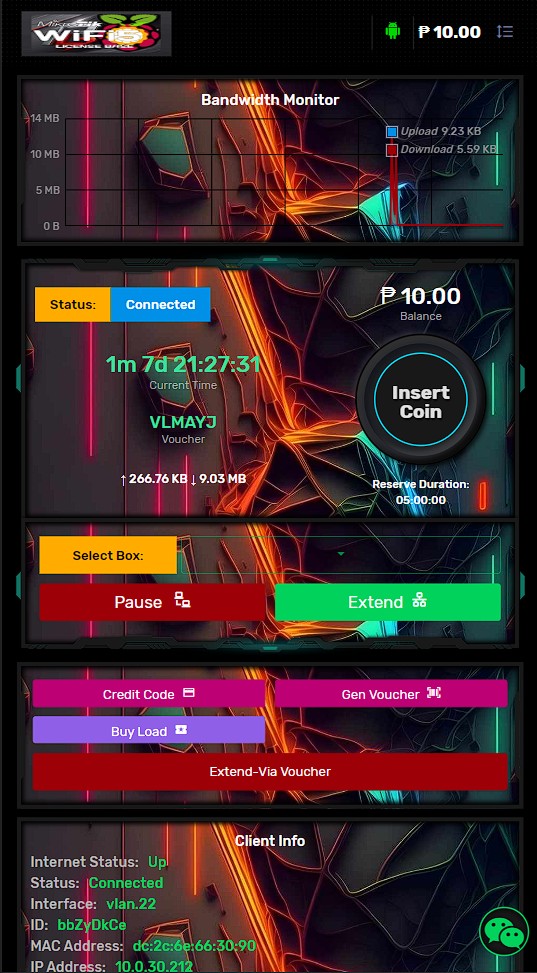 MikroTik
WiFi5
LICENSE BASE
₱ 10.00
Bandwidth Monitor
14 MB
Upload 9.23 KB
Download 5.59 KB
10 MB
5 MB
0 B
Status: Connected
₱ 10.00
Balance
1m 7d 21:27:31
Current Time
Insert
Coin
VLMAYJ
Voucher
↑ 266.76 KB ↓ 9.03 MB
Reserve Duration:
05:00:00
Select Box:
Pause Extend
Credit Code Gen Voucher
Buy Load
Extend-Via Voucher
Client Info
Internet Status: Up
Status: Connected
Interface: vlan.22
ID: bbZyDkCe
MAC Address: dc:2c:6e:66:30:90
IP Address: 10.0.30.212